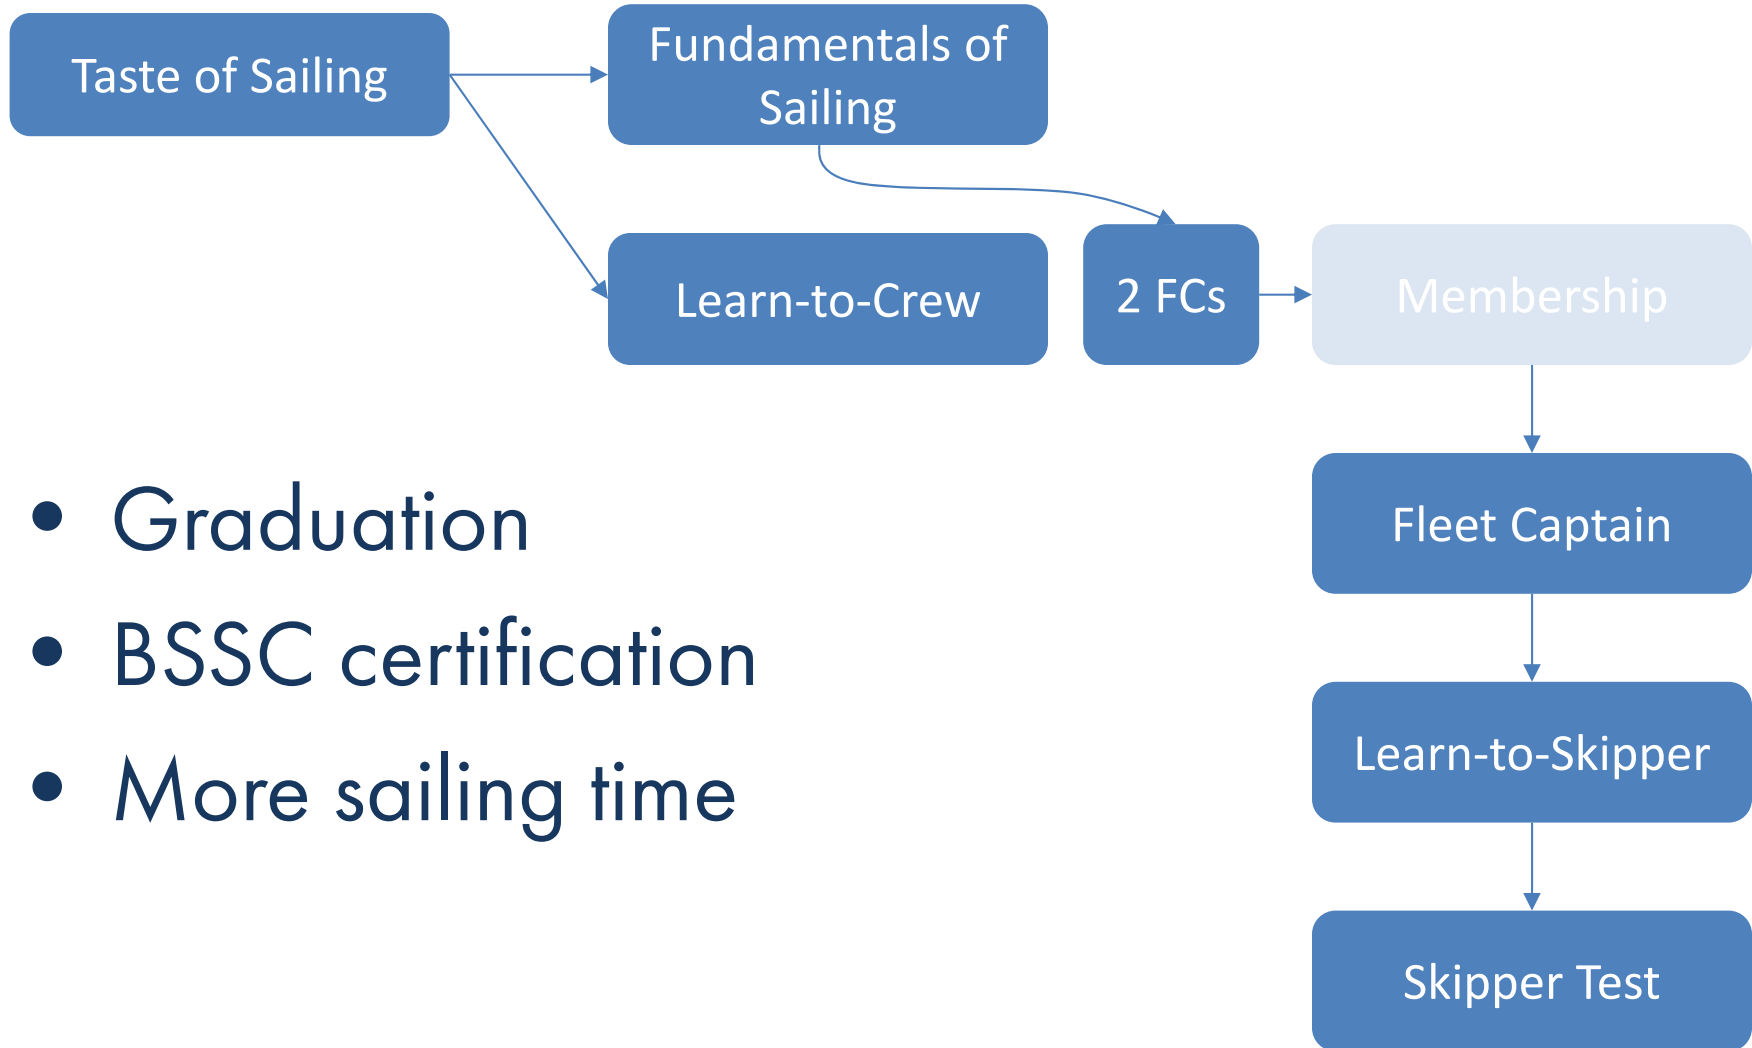 Taste of Sailing
Fundamentals of
Sailing
Learn-to-Crew
2 FCs
Membership
Fleet Captain
Learn-to-Skipper
Skipper Test
• Graduation
• BSSC certification
• More sailing time